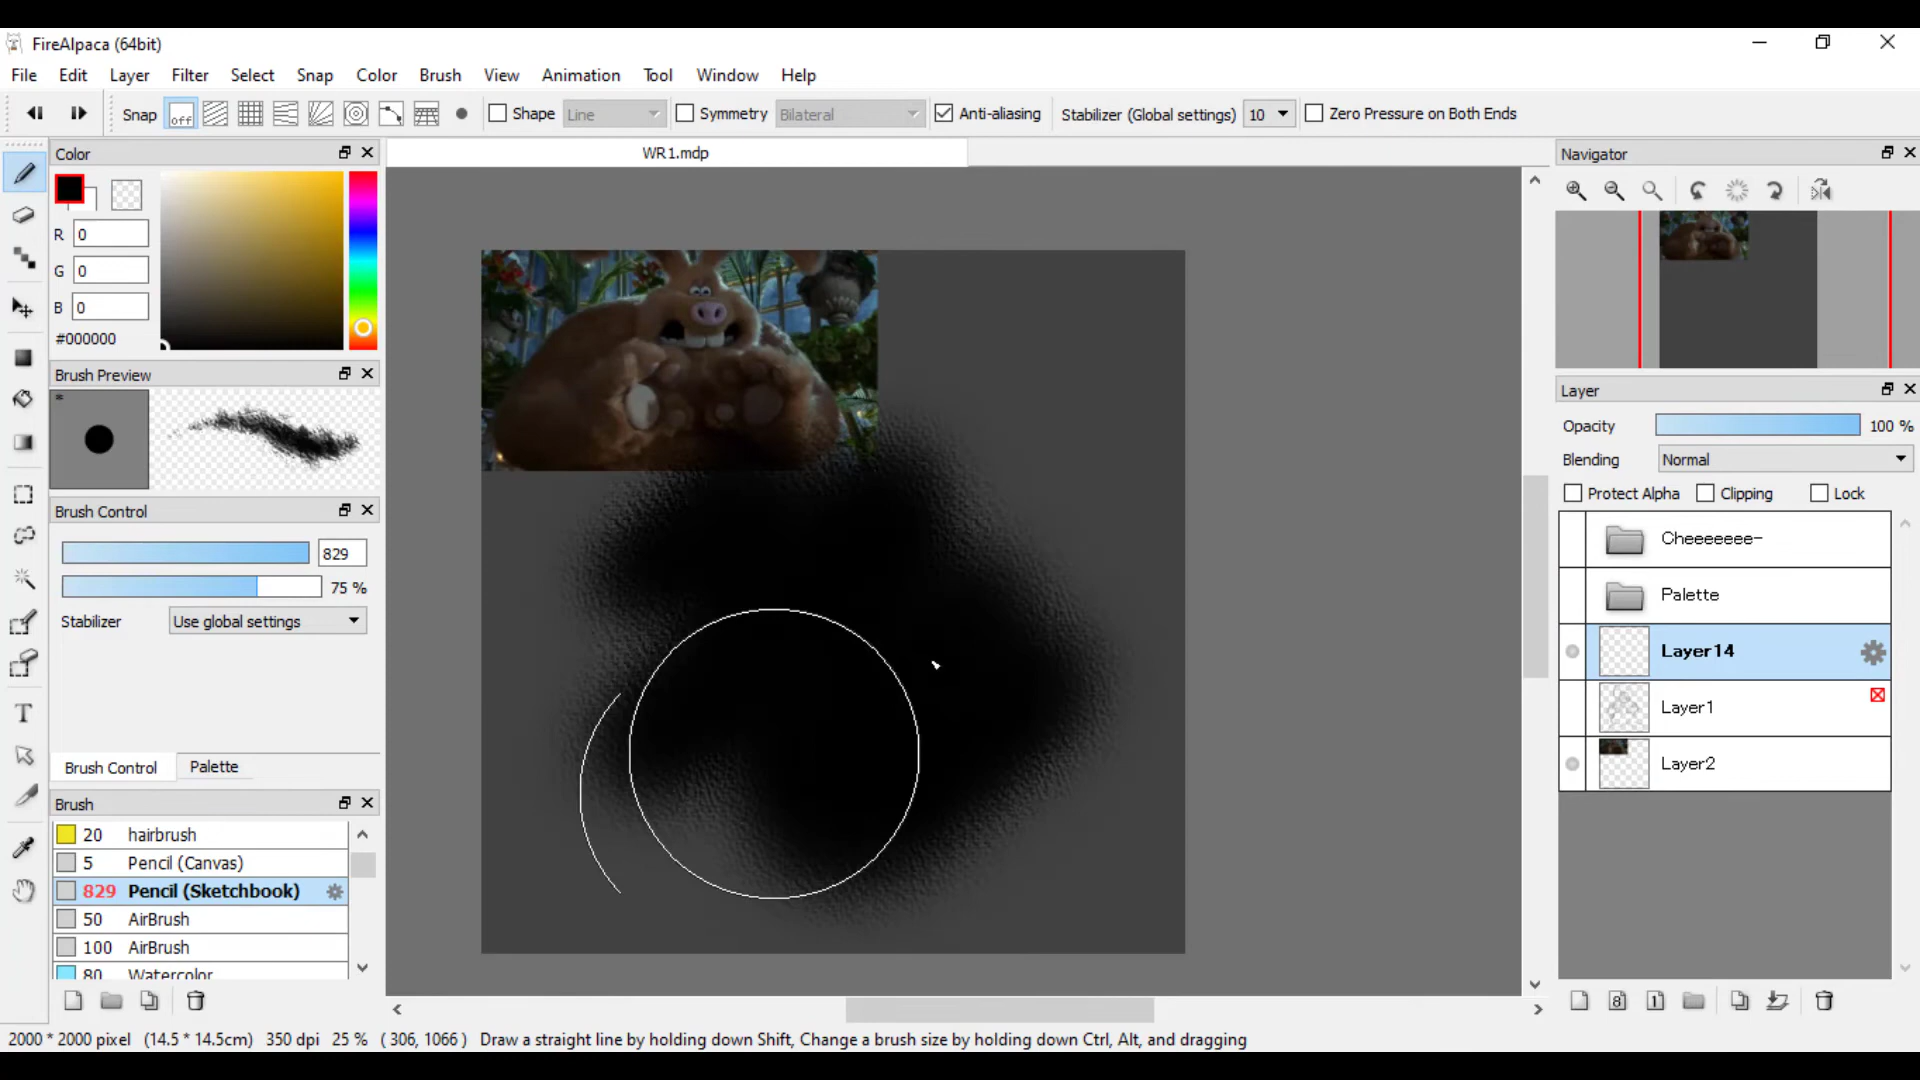 FireAlpaca (64bit)
File Edit Layer Filter Select Snap Color Brush View Animation Tool Window Help
Snap off Shape Line Symmetry Bilateral Anti-aliasing Stabilizer (Global settings) 10 Zero Pressure on Both Ends
Color
WR1.mdp
Navigator
R 0
G 0
B 0
#000000
Brush Preview
*
Layer
Opacity 100 %
Blending Normal
Protect Alpha Clipping Lock
Brush Control
829
75 %
Stabilizer Use global settings
Cheeeeeee-
Palette
Layer14
Layer1
Layer2
Brush Control Palette
Brush
20 hairbrush
5 Pencil (Canvas)
829 Pencil (Sketchbook)
50 AirBrush
100 AirBrush
80 Watercolor
8 1
2000 * 2000 pixel (14.5 * 14.5cm) 350 dpi 25 % ( 306, 1066 ) Draw a straight line by holding down Shift, Change a brush size by holding down Ctrl, Alt, and dragging